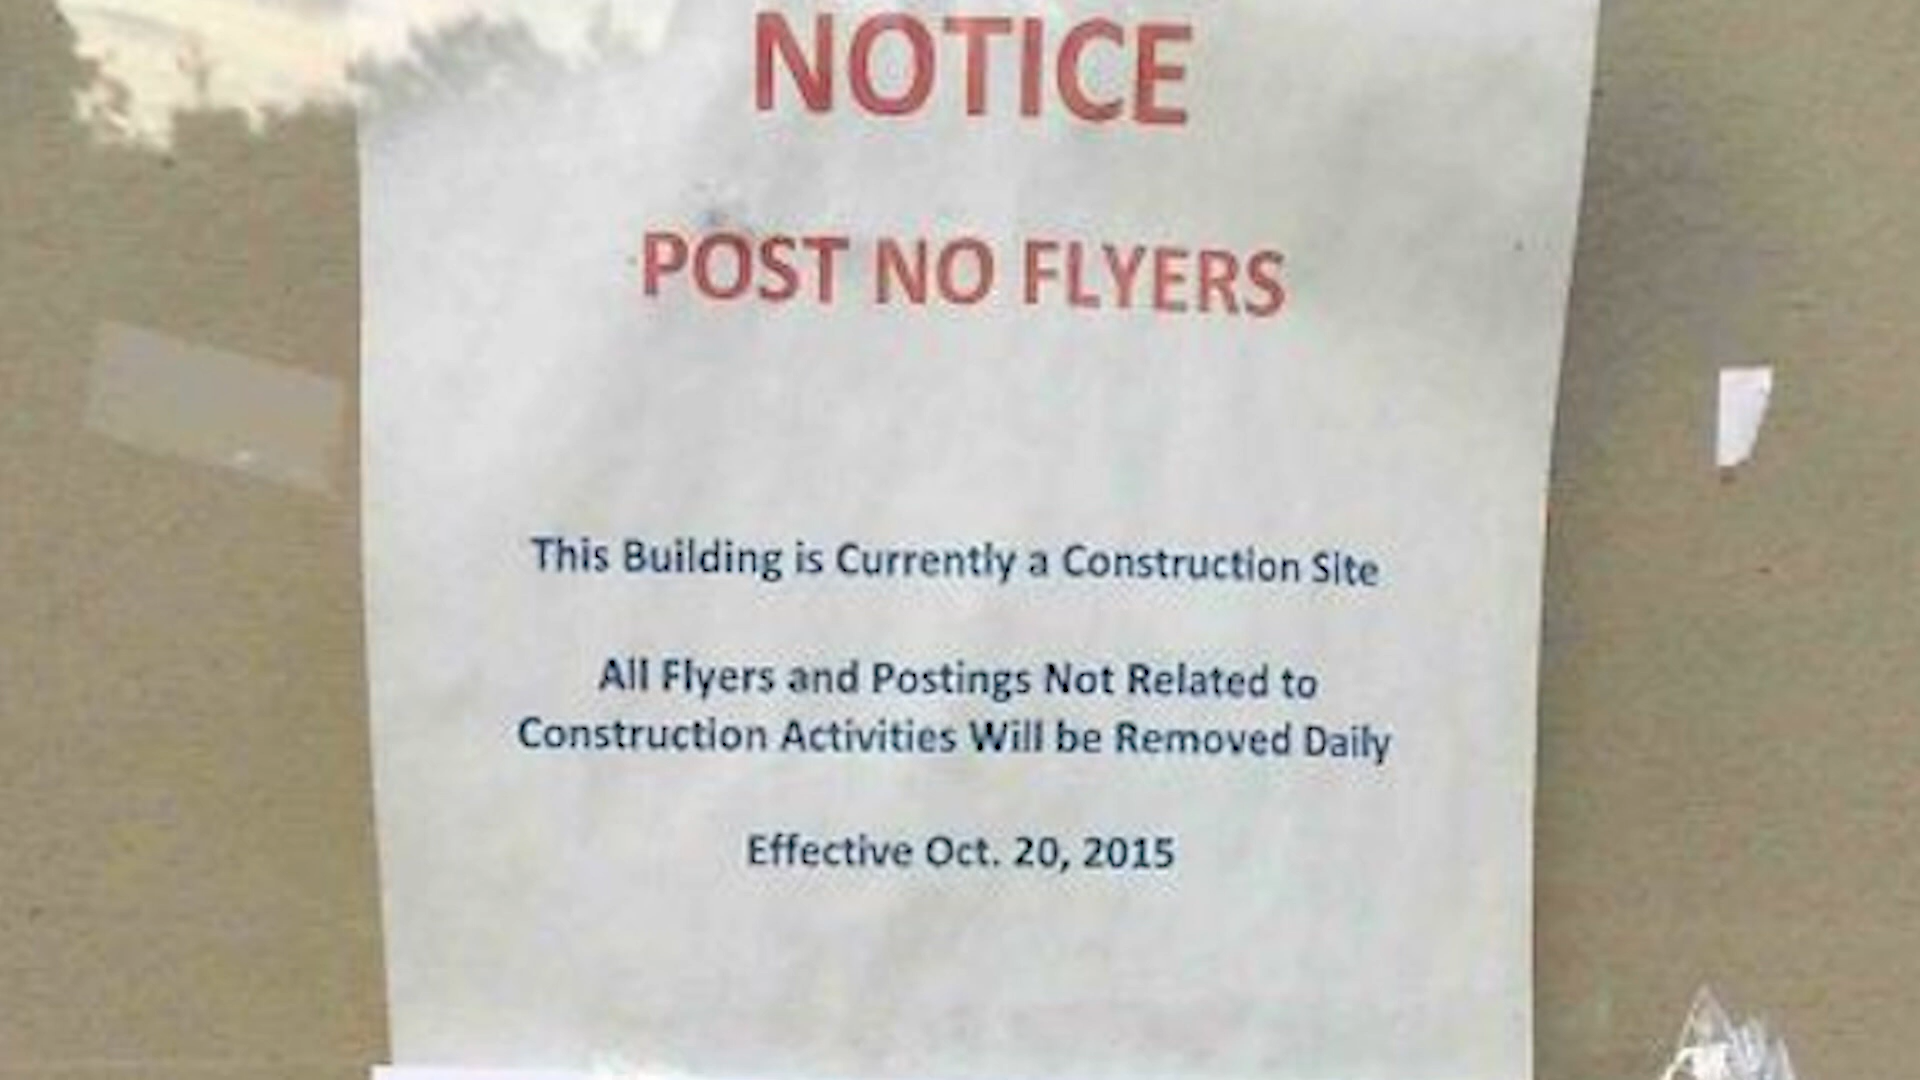 NOTICE
POST NO FLYERS
This Building is Currently a Construction Site
All Flyers and Postings Not Related to
Construction Activities Will be Removed Daily
Effective Oct. 20, 2015